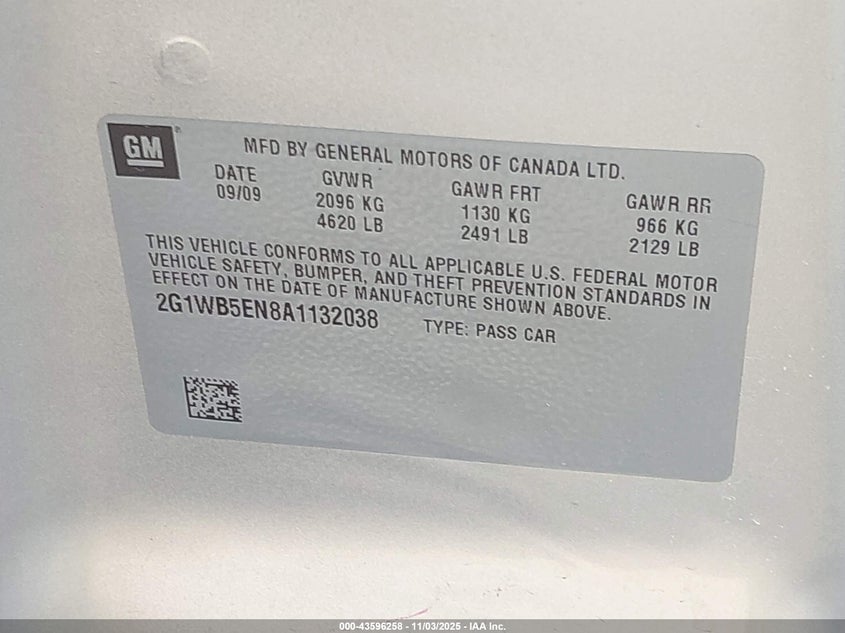 GM
MFD BY GENERAL MOTORS OF CANADA LTD.
DATE GVWR GAWR FRT GAWR RR
09/09 2096 KG 1130 KG 966 KG
4620 LB 2491 LB 2129 LB
THIS VEHICLE CONFORMS TO ALL APPLICABLE U.S. FEDERAL MOTOR
VEHICLE SAFETY, BUMPER, AND THEFT PREVENTION STANDARDS IN
EFFECT ON THE DATE OF MANUFACTURE SHOWN ABOVE.
2G1WB5EN8A1132038 TYPE: PASS CAR
000-43596258 - 11/03/2025 - IAA Inc.